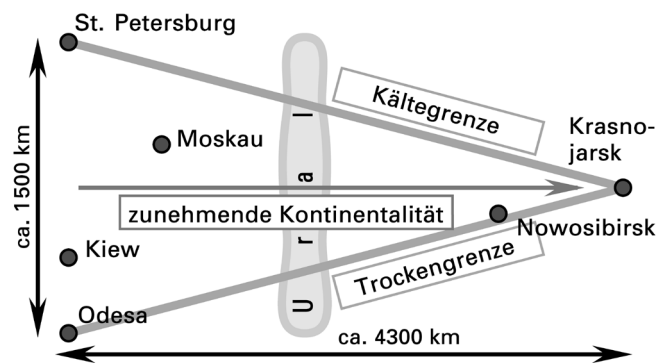 St. Petersburg
Kältegrenze
Krasno-
jarsk
Moskau
ca. 1500 km
Ural
zunehmende Kontinentalität
Nowosibirsk
Kiew
Trockengrenze
Odesa
ca. 4300 km